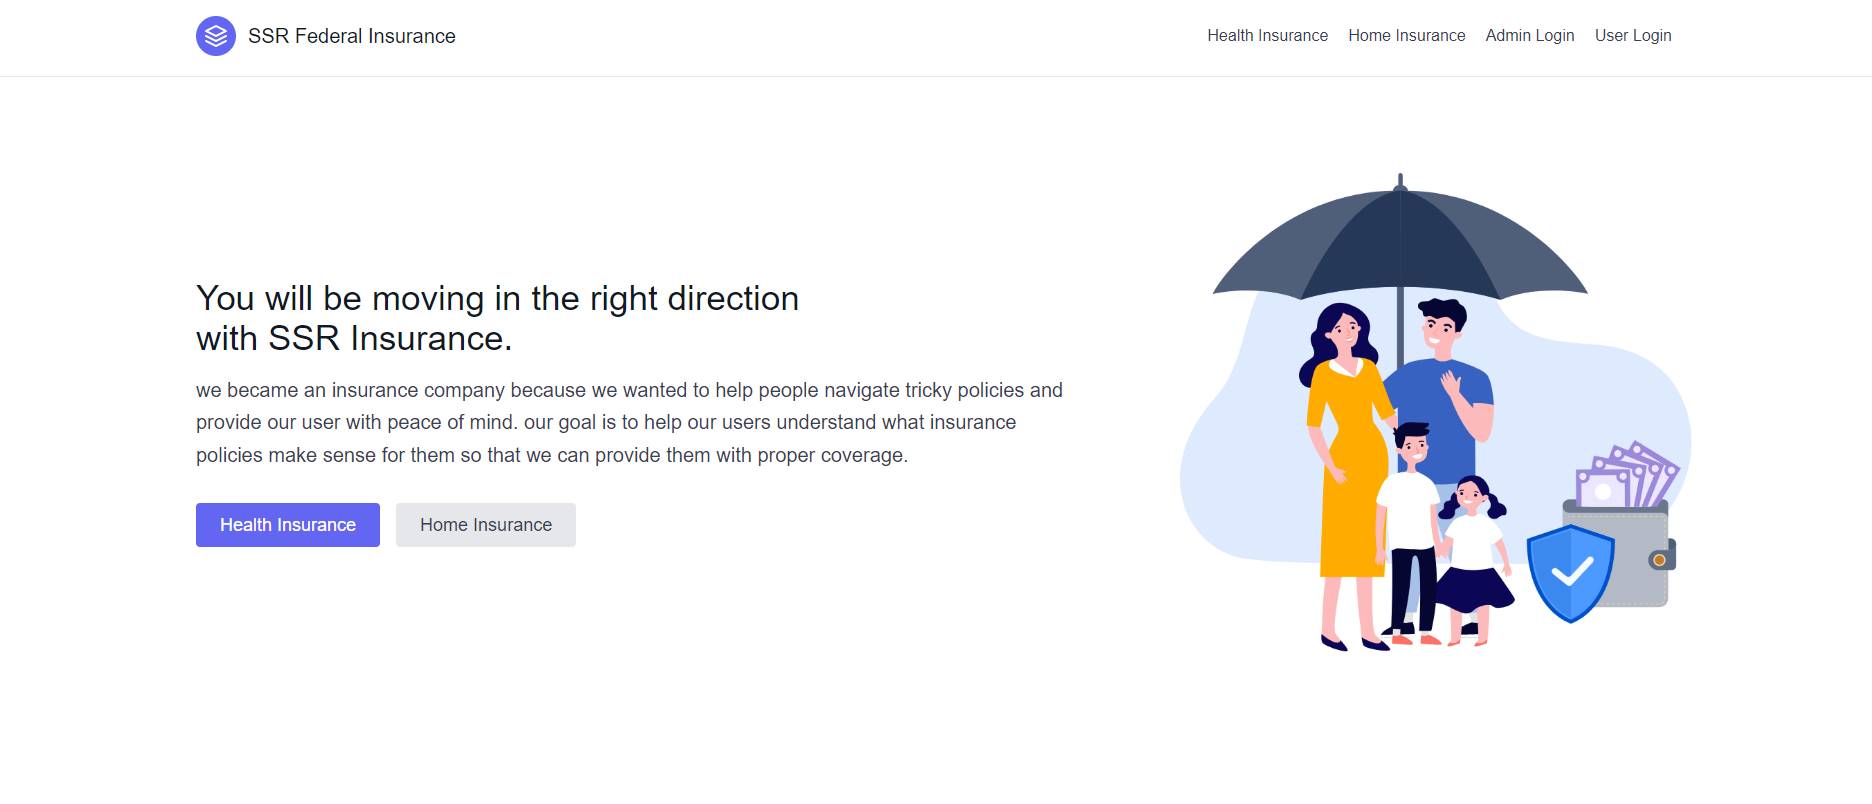 SSR Federal Insurance
Health Insurance Home Insurance Admin Login User Login
You will be moving in the right direction
with SSR Insurance.
we became an insurance company because we wanted to help people navigate tricky policies and
provide our user with peace of mind. our goal is to help our users understand what insurance
policies make sense for them so that we can provide them with proper coverage.
Health Insurance Home Insurance